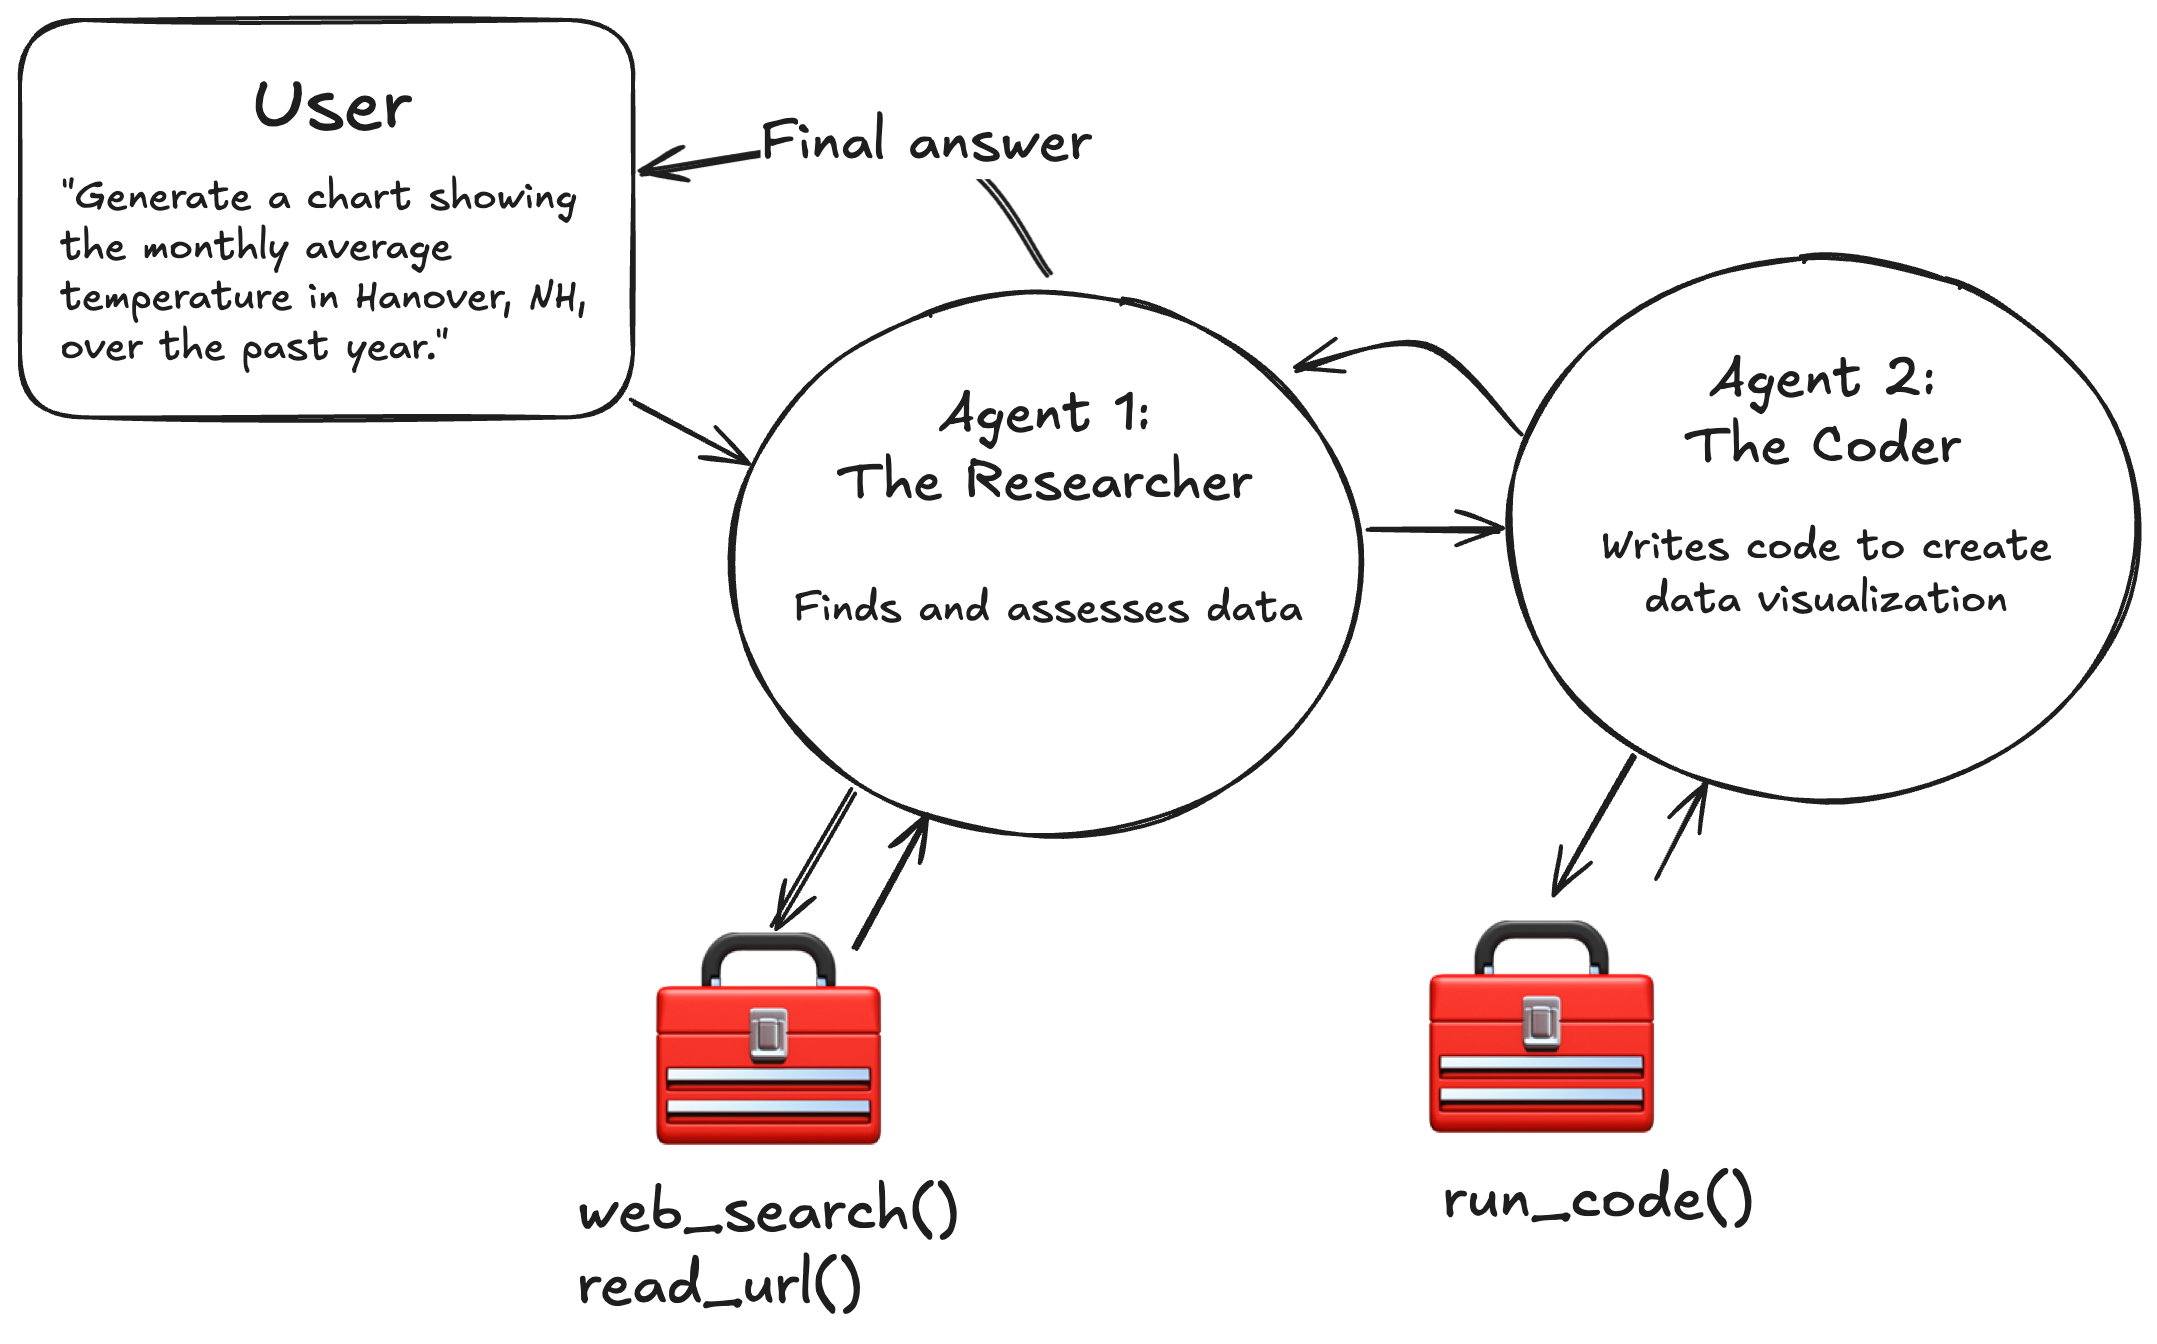 User
"Generate a chart showing
the monthly average
temperature in Hanover, NH,
over the past year."
Final answer
Agent 1:
The Researcher
Finds and assesses data
Agent 2:
The Coder
Writes code to create
data visualization
web_search()
read_url()
run_code()